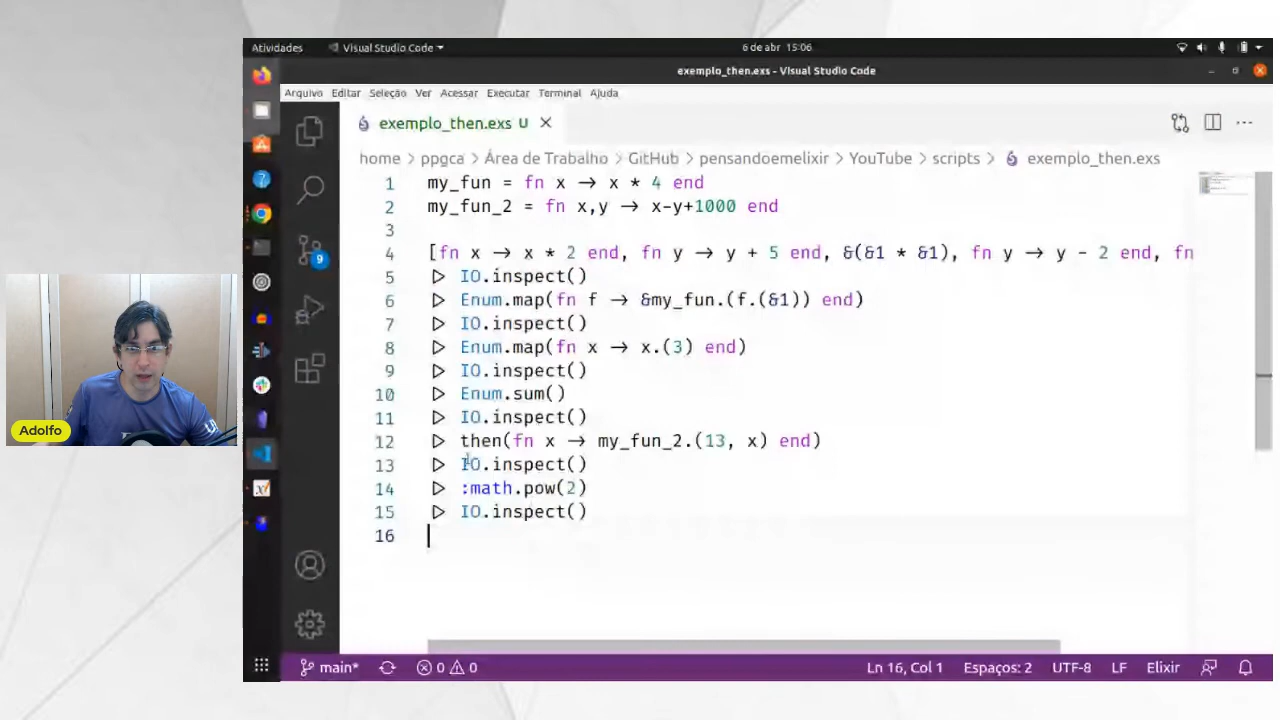 Atividades Visual Studio Code 6 de abr 15:06
exemplo_then.exs - Visual Studio Code
Arquivo Editar Seleção Ver Acessar Executar Terminal Ajuda
exemplo_then.exs U
home > ppgca > Área de Trabalho > GitHub > pensandoemelixir > YouTube > scripts > exemplo_then.exs
1 my_fun = fn x → x * 4 end
2 my_fun_2 = fn x,y → x-y+1000 end
3
4 [fn x → x * 2 end, fn y → y + 5 end, &(&1 * &1), fn y → y - 2 end, fn
5 ▷ IO.inspect()
6 ▷ Enum.map(fn f → &my_fun.(f.(&1)) end)
7 ▷ IO.inspect()
8 ▷ Enum.map(fn x → x.(3) end)
9 ▷ IO.inspect()
10 ▷ Enum.sum()
11 ▷ IO.inspect()
12 ▷ then(fn x → my_fun_2.(13, x) end)
13 ▷ IO.inspect()
14 ▷ :math.pow(2)
15 ▷ IO.inspect()
16
9
Adolfo
main* 0 0 Ln 16, Col 1 Espaços: 2 UTF-8 LF Elixir